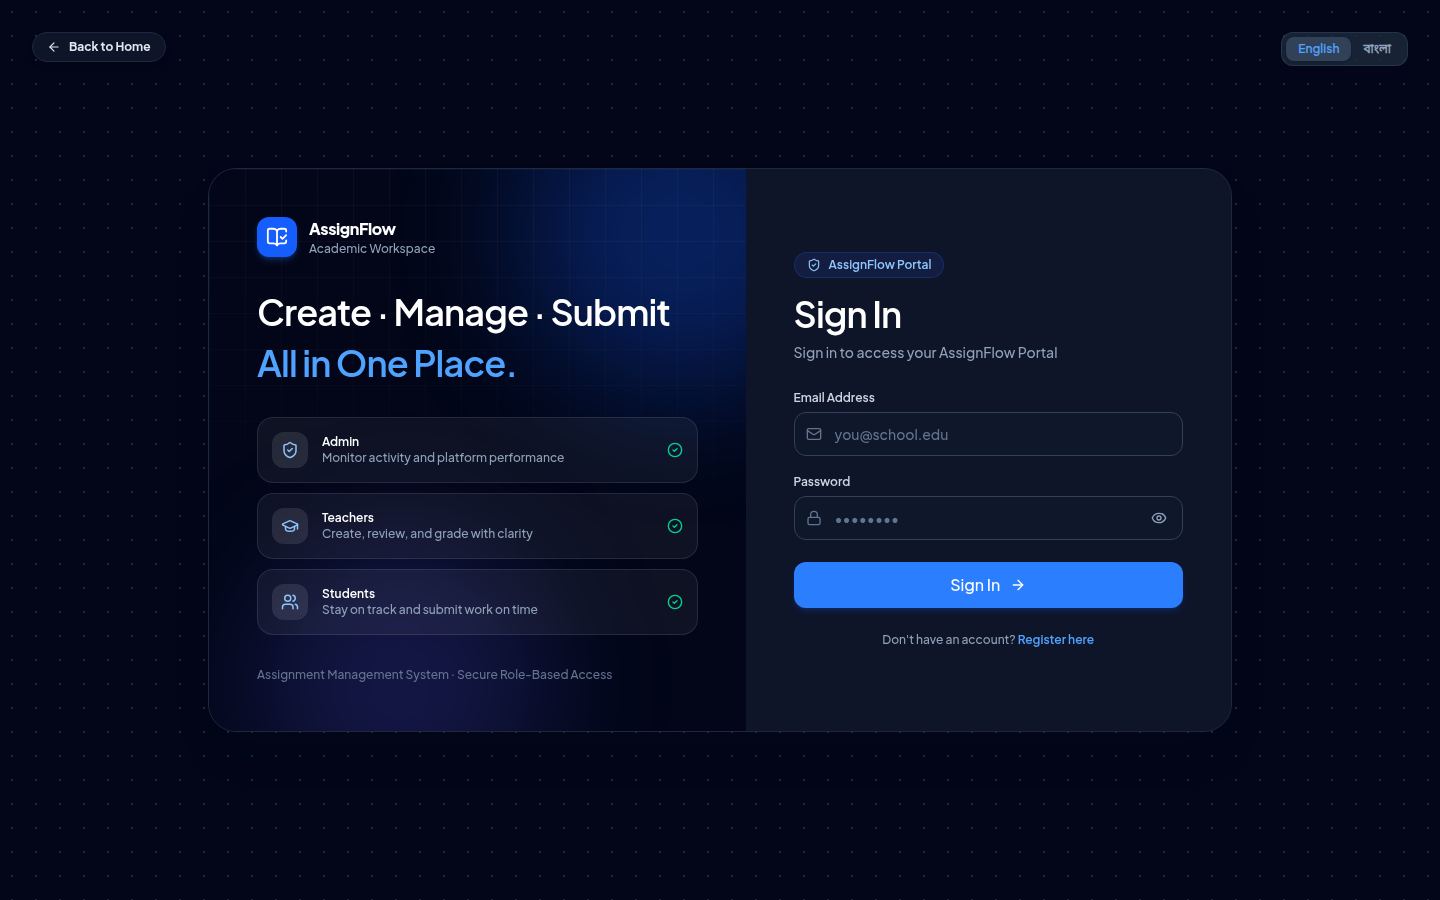 Back to Home
English
বাংলা
AssignFlow
Academic Workspace
Create · Manage · Submit
All in One Place.
Admin
Monitor activity and platform performance
Teachers
Create, review, and grade with clarity
Students
Stay on track and submit work on time
Assignment Management System · Secure Role-Based Access
AssignFlow Portal
Sign In
Sign in to access your AssignFlow Portal
Email Address
you@school.edu
Password
••••••••
Sign In
Don't have an account? Register here